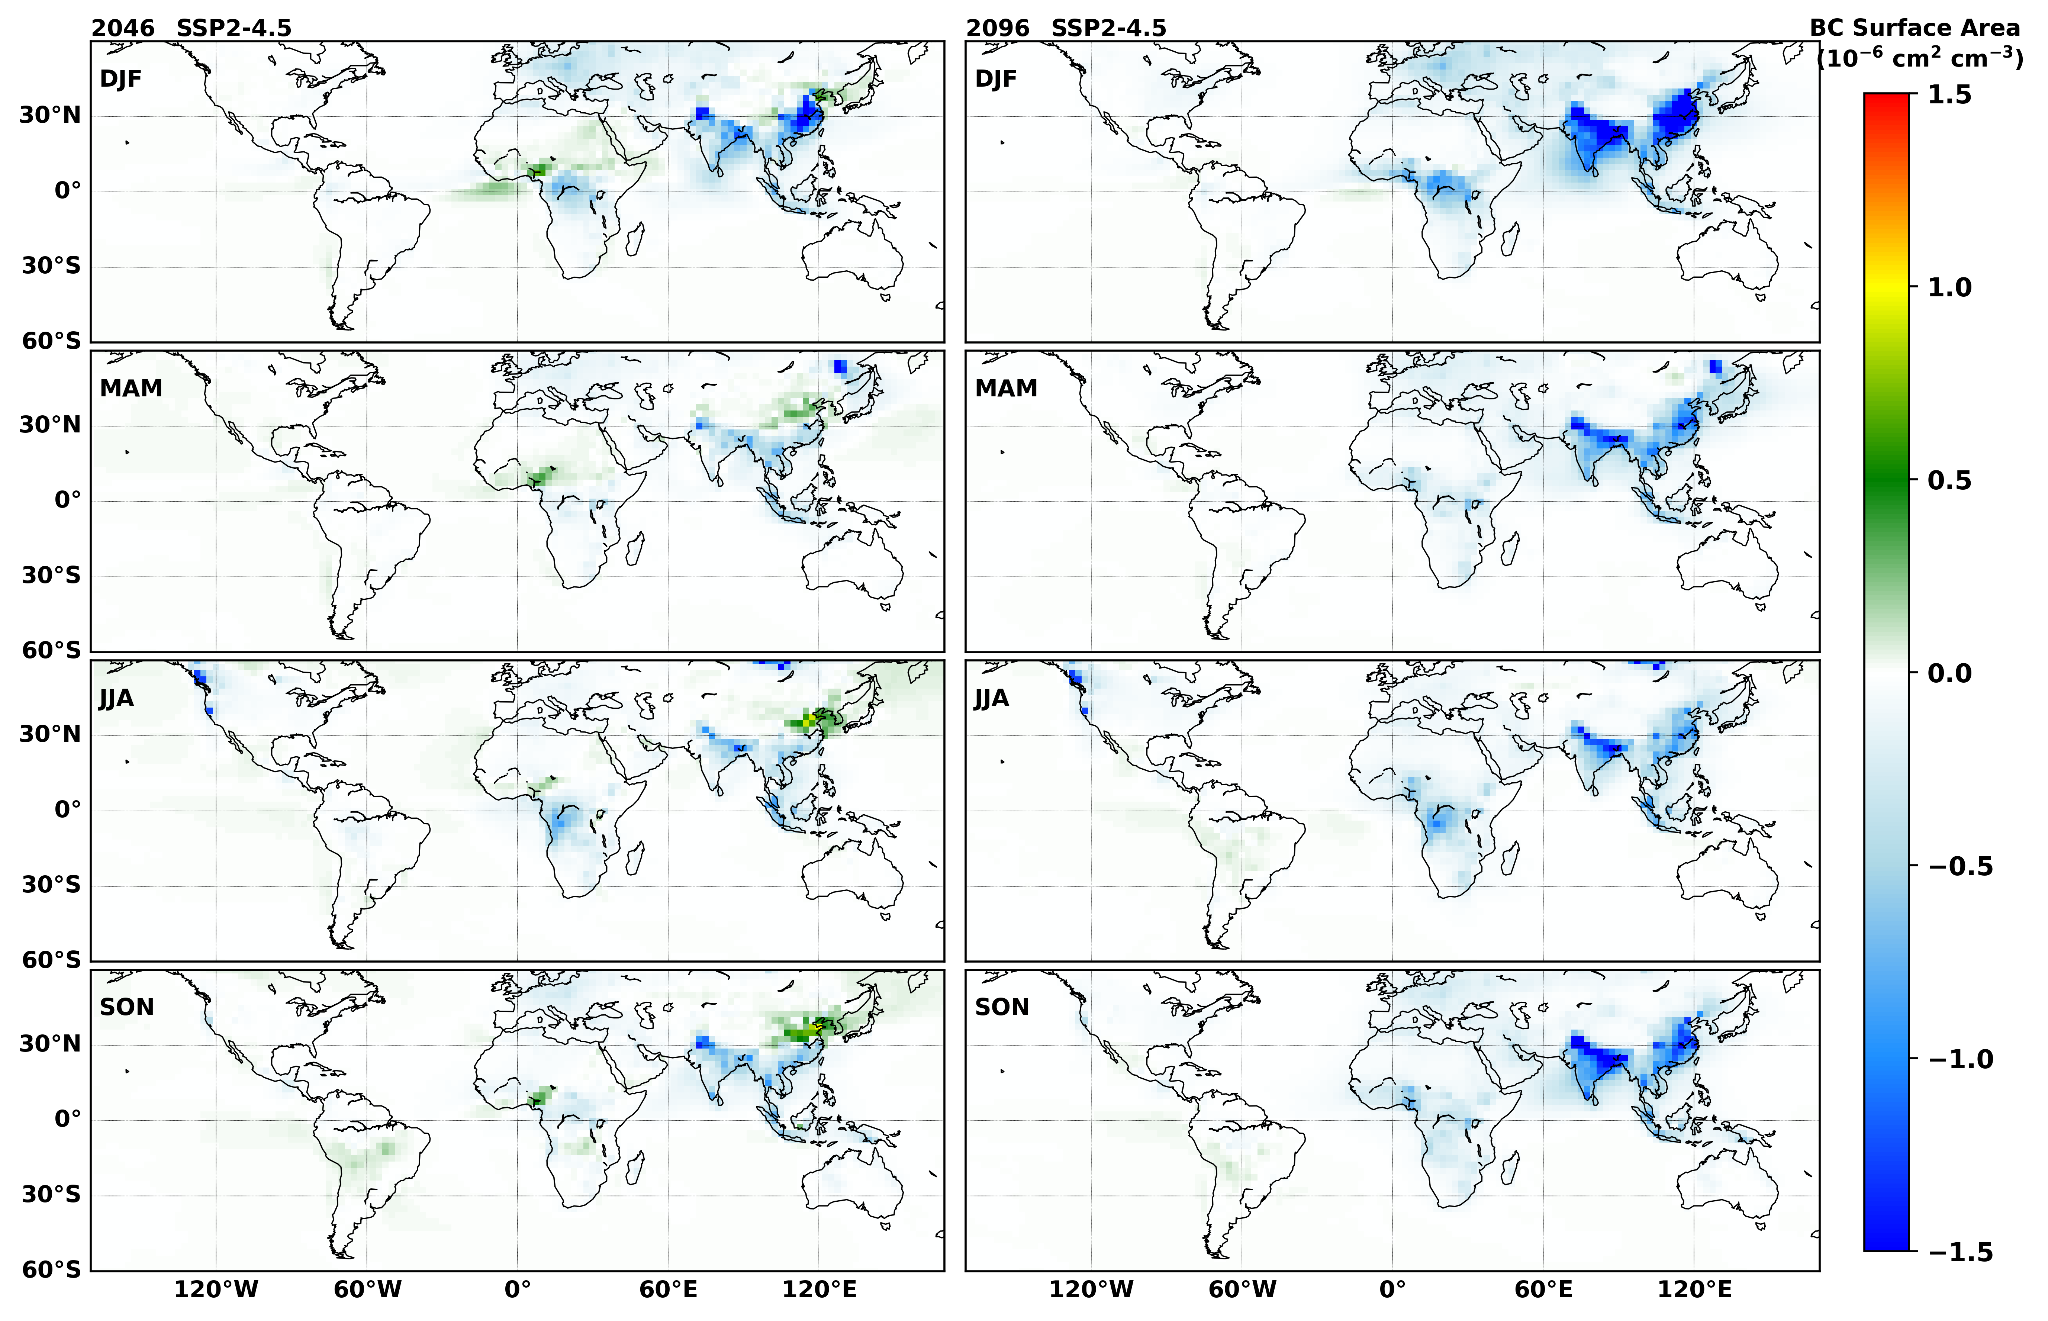 2046 SSP2-4.5
2096 SSP2-4.5
BC Surface Area
(10⁻⁶ cm² cm⁻³)
DJF
DJF
30°N
0°
30°S
60°S
MAM
MAM
30°N
0°
30°S
60°S
JJA
JJA
30°N
0°
30°S
60°S
SON
SON
30°N
0°
30°S
60°S
120°W 60°W 0° 60°E 120°E
120°W 60°W 0° 60°E 120°E
1.5
1.0
0.5
0.0
−0.5
−1.0
−1.5